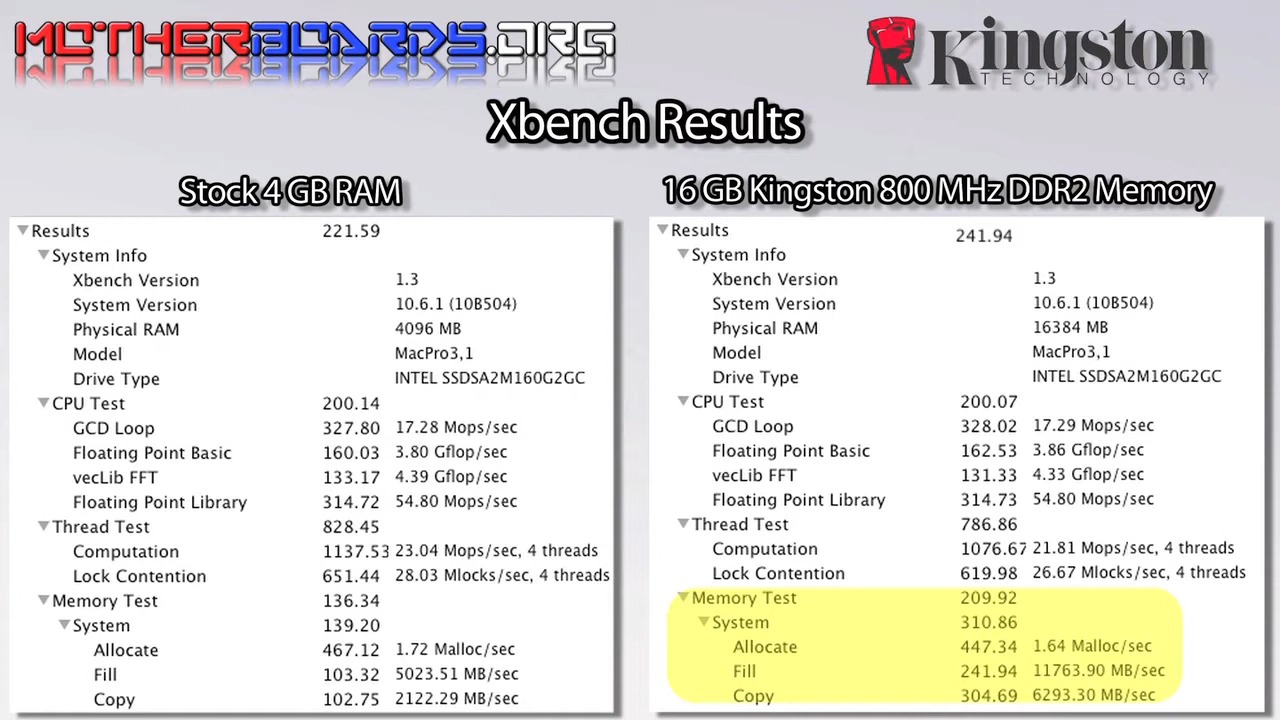 MOTHERBOARDS.ORG
Kingston
TECHNOLOGY
Xbench Results
Stock 4 GB RAM
Results 221.59
System Info
Xbench Version 1.3
System Version 10.6.1 (10B504)
Physical RAM 4096 MB
Model MacPro3,1
Drive Type INTEL SSDSA2M160G2GC
CPU Test 200.14
GCD Loop 327.80 17.28 Mops/sec
Floating Point Basic 160.03 3.80 Gflop/sec
vecLib FFT 133.17 4.39 Gflop/sec
Floating Point Library 314.72 54.80 Mops/sec
Thread Test 828.45
Computation 1137.53 23.04 Mops/sec, 4 threads
Lock Contention 651.44 28.03 Mlocks/sec, 4 threads
Memory Test 136.34
System 139.20
Allocate 467.12 1.72 Malloc/sec
Fill 103.32 5023.51 MB/sec
Copy 102.75 2122.29 MB/sec
16 GB Kingston 800 MHz DDR2 Memory
Results 241.94
System Info
Xbench Version 1.3
System Version 10.6.1 (10B504)
Physical RAM 16384 MB
Model MacPro3,1
Drive Type INTEL SSDSA2M160G2GC
CPU Test 200.07
GCD Loop 328.02 17.29 Mops/sec
Floating Point Basic 162.53 3.86 Gflop/sec
vecLib FFT 131.33 4.33 Gflop/sec
Floating Point Library 314.73 54.80 Mops/sec
Thread Test 786.86
Computation 1076.67 21.81 Mops/sec, 4 threads
Lock Contention 619.98 26.67 Mlocks/sec, 4 threads
Memory Test 209.92
System 310.86
Allocate 447.34 1.64 Malloc/sec
Fill 241.94 11763.90 MB/sec
Copy 304.69 6293.30 MB/sec